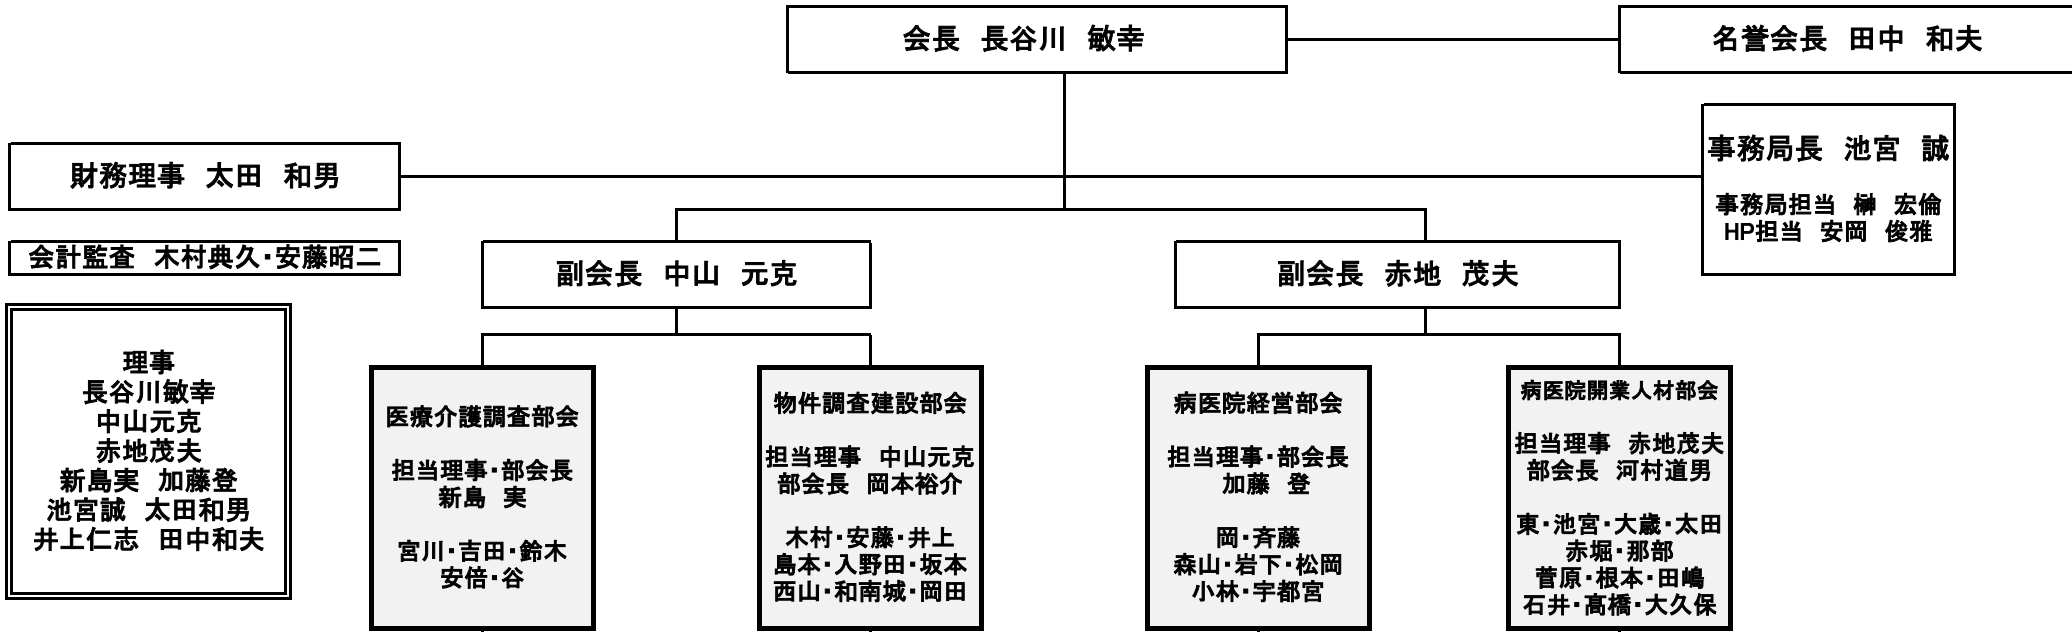 会長　長谷川　敏幸
名誉会長　田中　和夫
財務理事　太田　和男
事務局長　池宮　誠
事務局担当　榊　宏倫
HP担当　安岡　俊雅
会計監査　木村典久・安藤昭二
副会長　中山　元克
副会長　赤地　茂夫
理事
長谷川敏幸
中山元克
赤地茂夫
新島実　加藤登
池宮誠　太田和男
井上仁志　田中和夫
医療介護調査部会
担当理事・部会長
新島　実
宮川・吉田・鈴木
安倍・谷
物件調査建設部会
担当理事　中山元克
部会長　岡本裕介
木村・安藤・井上
島本・入野田・坂本
西山・和南城・岡田
病医院経営部会
担当理事・部会長
加藤　登
岡・斉藤
森山・岩下・松岡
小林・宇都宮
病医院開業人材部会
担当理事　赤地茂夫
部会長　河村道男
東・池宮・大歳・太田
赤堀・那部
菅原・根本・田嶋
石井・髙橋・大久保